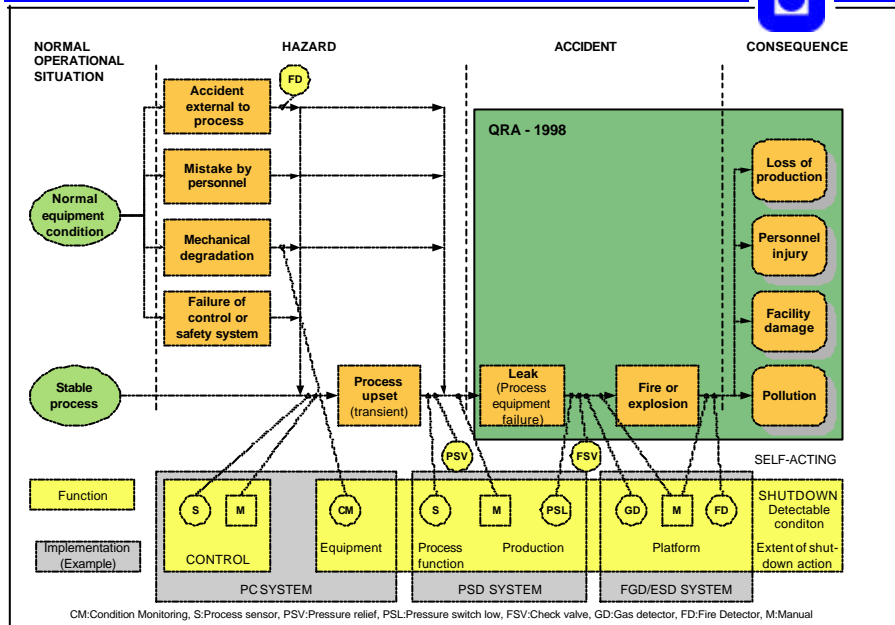 NORMAL
OPERATIONAL
SITUATION
HAZARD
ACCIDENT
CONSEQUENCE
FD
Accident
external to
process
QRA - 1998
Mistake by
personnel
Loss of
production
Normal
equipment
condition
Mechanical
degradation
Personnel
injury
Failure of
control or
safety system
Facility
damage
Stable
process
Process
upset
(transient)
Leak
(Process
equipment
failure)
Fire or
explosion
Pollution
PSV
FSV
SELF-ACTING
Function
S
M
CM
S
M
PSL
GD
M
FD
SHUTDOWN
Detectable
conditon
Implementation
(Example)
CONTROL
Equipment
Process
function
Production
Platform
Extent of shut-
down action
PC SYSTEM
PSD SYSTEM
FGD/ESD SYSTEM
CM:Condition Monitoring, S:Process sensor, PSV:Pressure relief, PSL:Pressure switch low, FSV:Check valve, GD:Gas detector, FD:Fire Detector, M:Manual